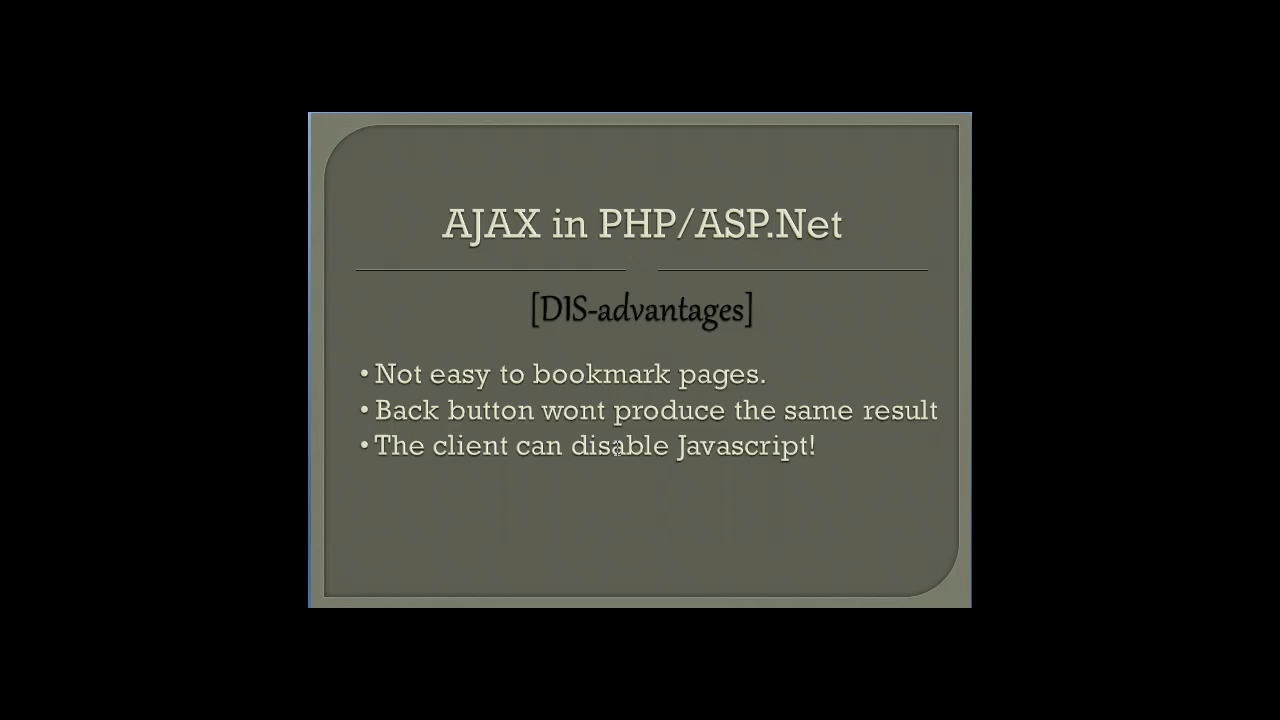 AJAX in PHP/ASP.Net
[DIS-advantages]
• Not easy to bookmark pages.
• Back button wont produce the same result
• The client can disable Javascript!